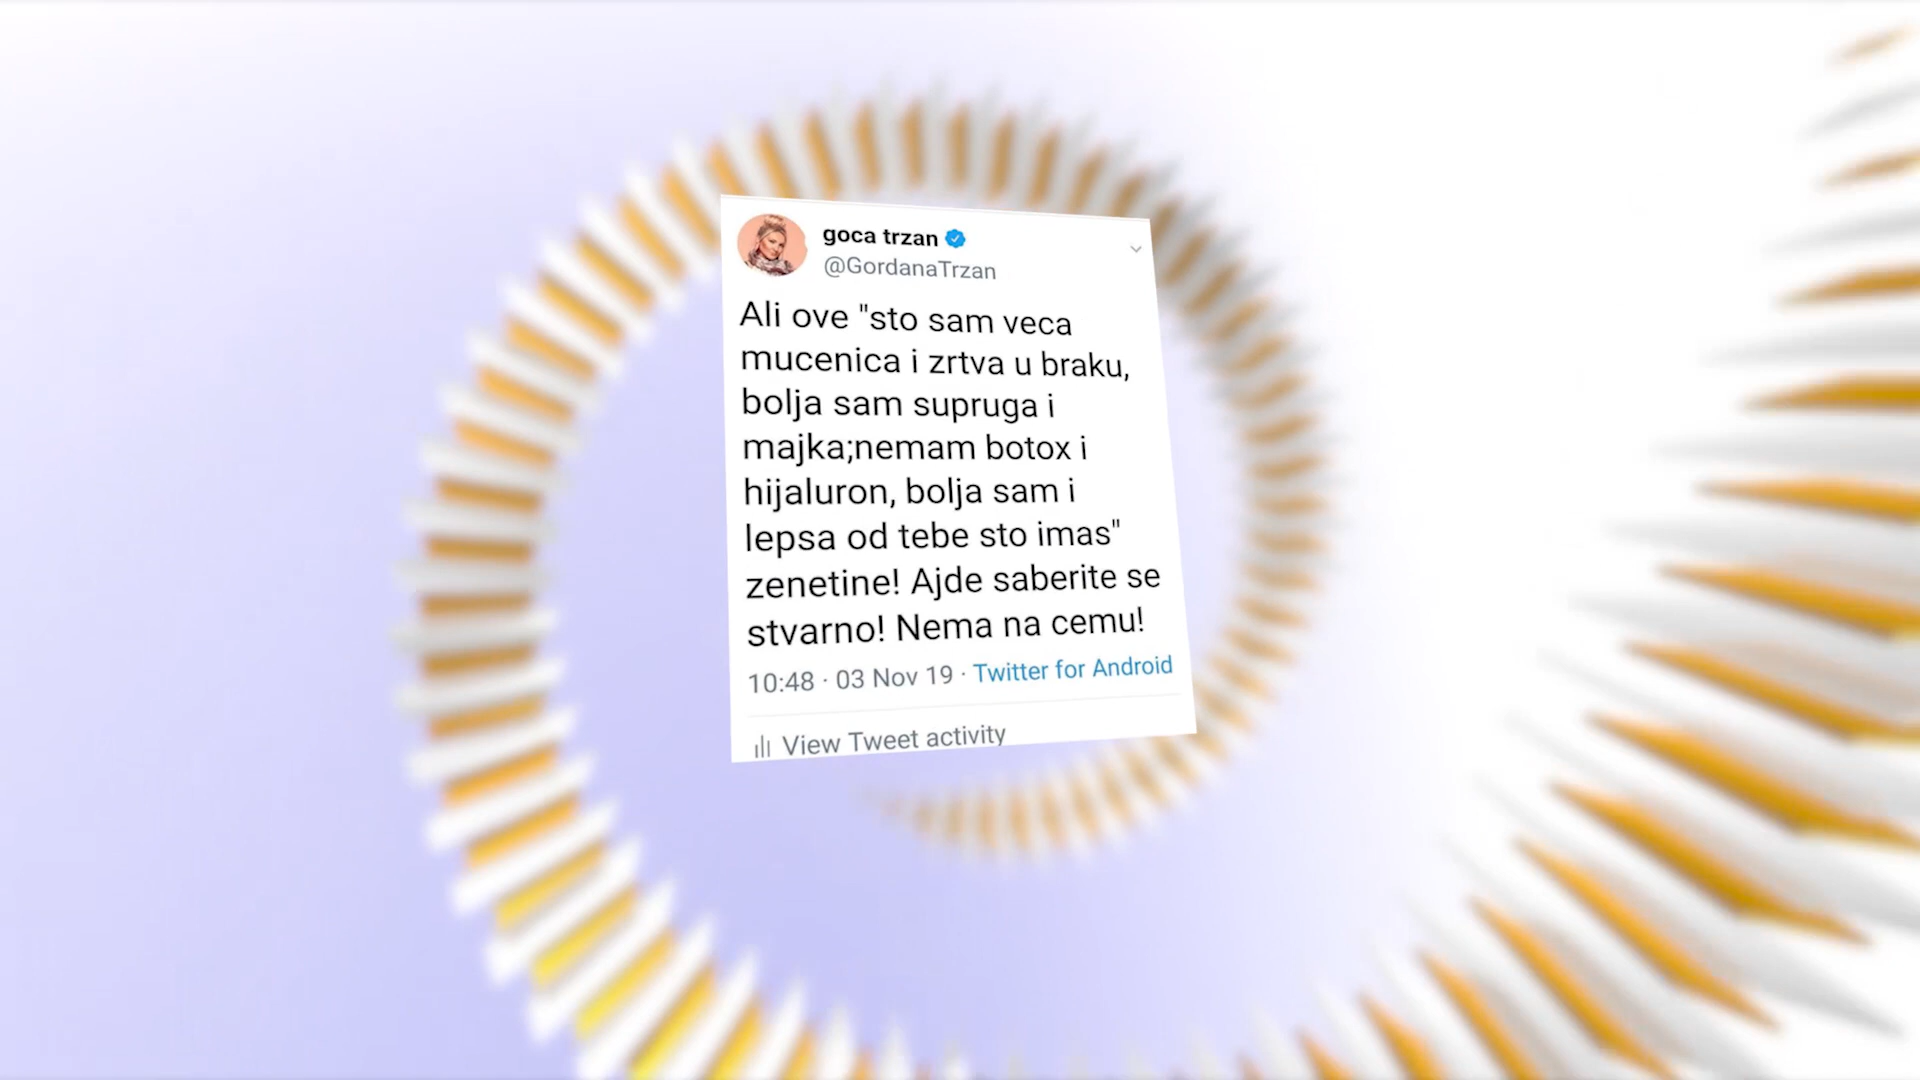 goca trzan
@GordanaTrzan
Ali ove "sto sam veca
mucenica i zrtva u braku,
bolja sam supruga i
majka;nemam botox i
hijaluron, bolja sam i
lepsa od tebe sto imas"
zenetine! Ajde saberite se
stvarno! Nema na cemu!
10:48 · 03 Nov 19 · Twitter for Android
View Tweet activity